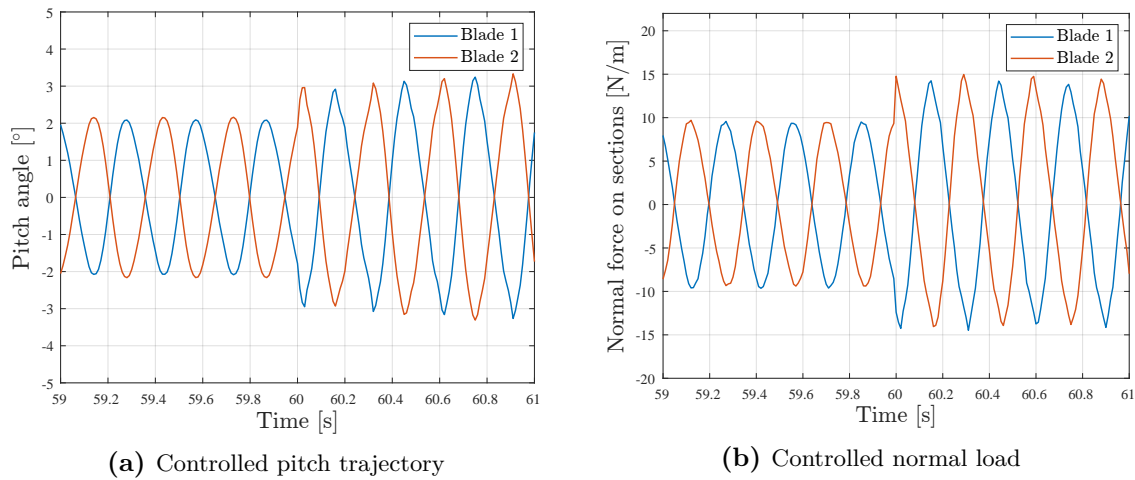 5
4
3
2
1
0
-1
-2
-3
-4
-5
59 59.2 59.4 59.6 59.8 60 60.2 60.4 60.6 60.8 61
Pitch angle [°]
Time [s]
Blade 1
Blade 2
(a) Controlled pitch trajectory
20
15
10
5
0
-5
-10
-15
-20
59 59.2 59.4 59.6 59.8 60 60.2 60.4 60.6 60.8 61
Normal force on sections [N/m]
Time [s]
Blade 1
Blade 2
(b) Controlled normal load